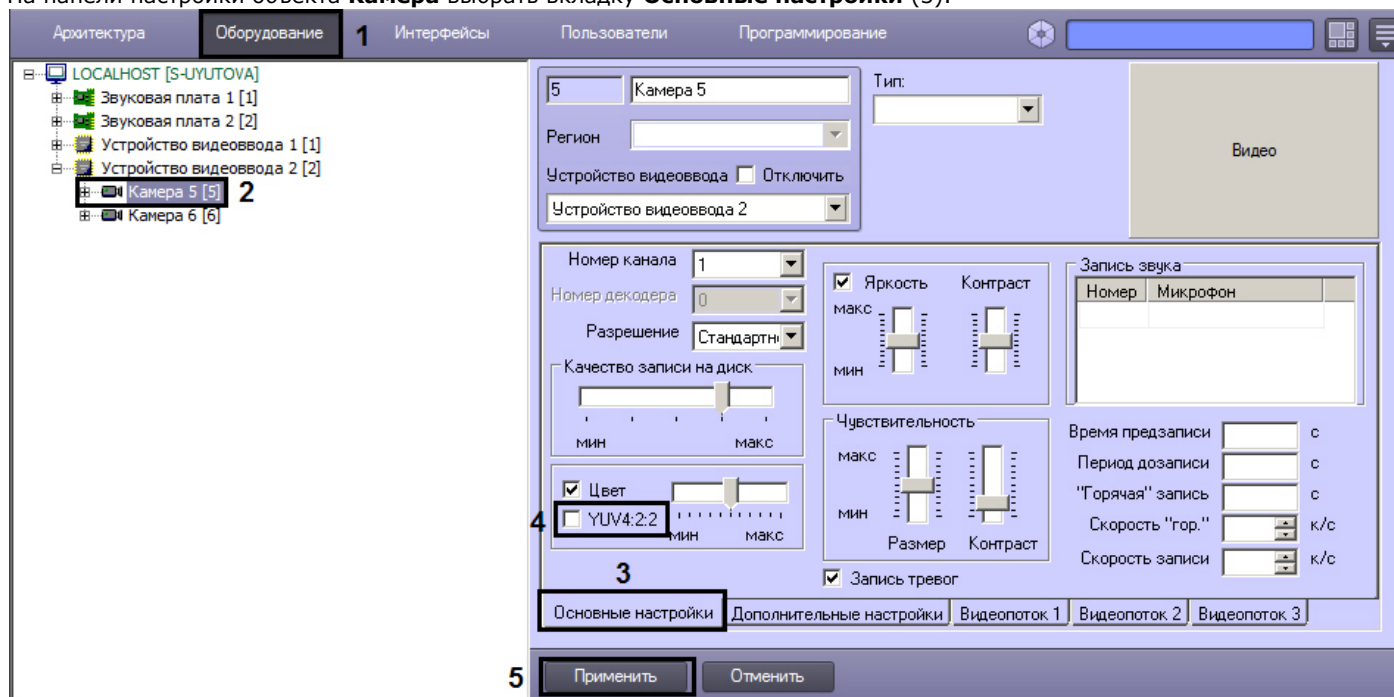 На панели настройки объекта Камера выбрать вкладку Основные настройки (3).
Архитектура Оборудование 1 Интерфейсы Пользователи Программирование
LOCALHOST [S-UYUTOVA]
Звуковая плата 1 [1]
Звуковая плата 2 [2]
Устройство видеоввода 1 [1]
Устройство видеоввода 2 [2]
Камера 5 [5] 2
Камера 6 [6]
5 Камера 5 Тип:
Регион
Устройство видеоввода Отключить
Устройство видеоввода 2
Видео
Номер канала 1
Номер декодера 0
Разрешение Стандартн
Качество записи на диск
мин макс
Цвет
4 YUV4:2:2
мин макс
Яркость Контраст
макс
мин
Чувствительность
макс
мин
Размер Контраст
Запись тревог
Запись звука
Номер Микрофон
Время предзаписи с
Период дозаписи с
"Горячая" запись с
Скорость "гор." к/с
Скорость записи к/с
3
Основные настройки Дополнительные настройки Видеопоток 1 Видеопоток 2 Видеопоток 3
5 Применить Отменить